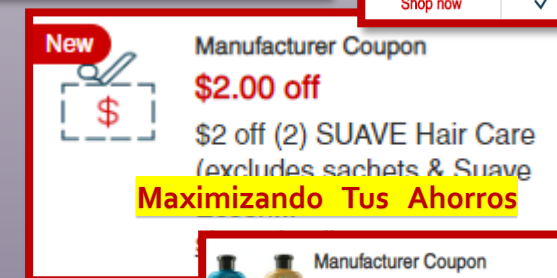 Shop now
New
Manufacturer Coupon
$2.00 off
$
$2 off (2) SUAVE Hair Care
(excludes sachets & Suave
Maximizando Tus Ahorros
Manufacturer Coupon